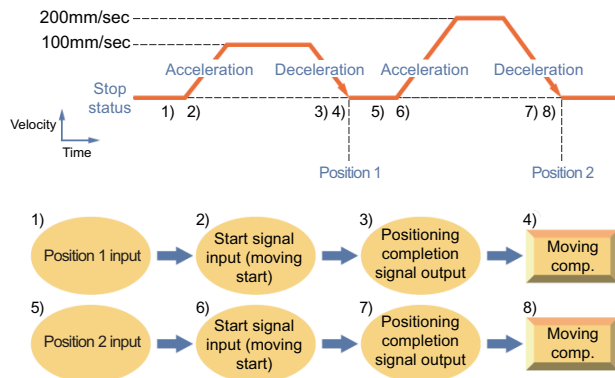 200mm/sec
100mm/sec
Acceleration Deceleration Acceleration Deceleration
Stop
status
1) 2) 3) 4) 5) 6) 7) 8)
Velocity
Time
Position 1 Position 2
1) 2) 3) 4)
Position 1 input
Start signal
input (moving
start)
Positioning
completion
signal output
Moving
comp.
5) 6) 7) 8)
Position 2 input
Start signal
input (moving
start)
Positioning
completion
signal output
Moving
comp.